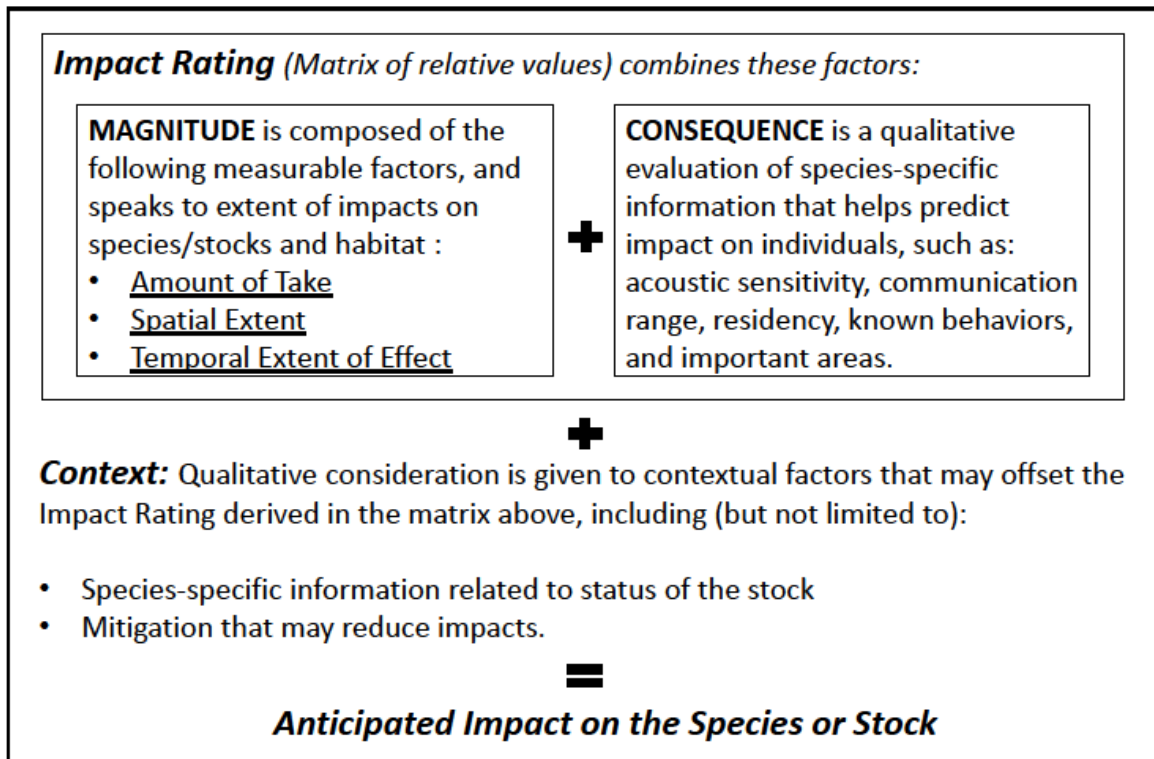 Impact Rating (Matrix of relative values) combines these factors:
MAGNITUDE is composed of the
following measurable factors, and
speaks to extent of impacts on
species/stocks and habitat :
• Amount of Take
• Spatial Extent
• Temporal Extent of Effect
+
CONSEQUENCE is a qualitative
evaluation of species-specific
information that helps predict
impact on individuals, such as:
acoustic sensitivity, communication
range, residency, known behaviors,
and important areas.
+
Context: Qualitative consideration is given to contextual factors that may offset the
Impact Rating derived in the matrix above, including (but not limited to):
• Species-specific information related to status of the stock
• Mitigation that may reduce impacts.
=
Anticipated Impact on the Species or Stock